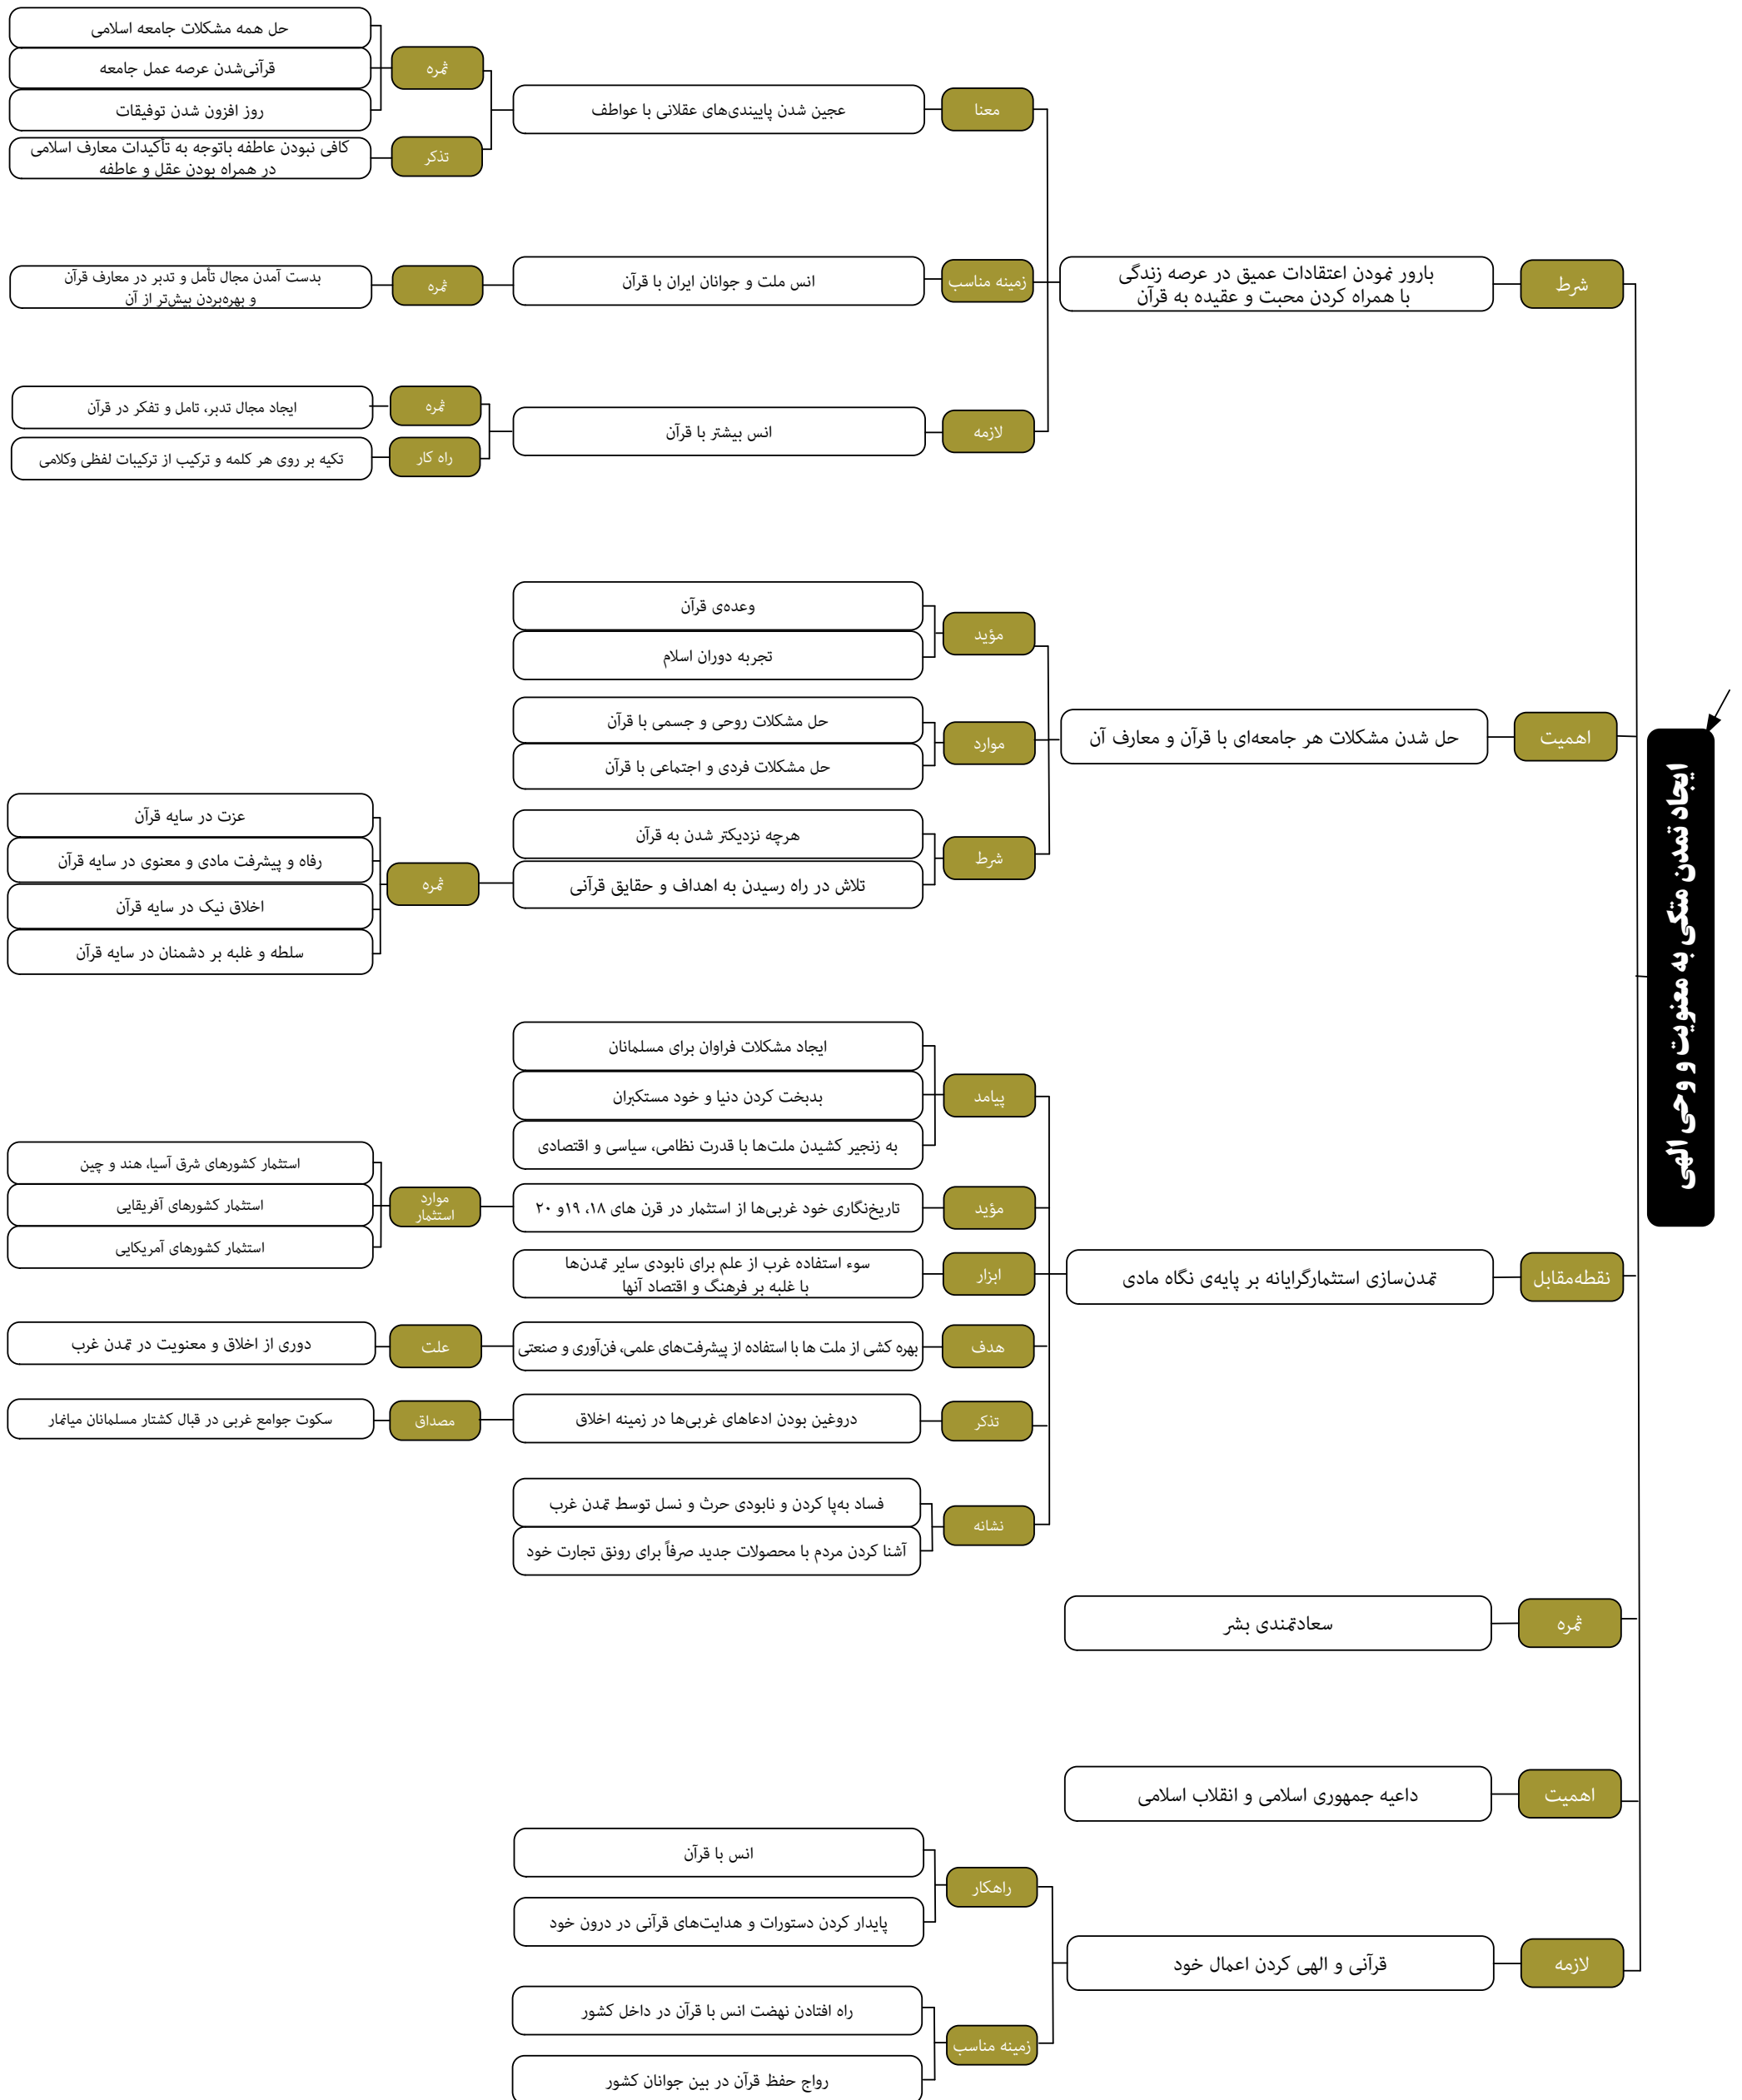 ایجاد تمدن متکی به معنویت و وحی الهی
شرط
بارور نمودن اعتقادات عمیق در عرصه زندگی
با همراه کردن محبت و عقیده به قرآن
معنا
عجین شدن پایبندی‌های عقلانی با عواطف
ثمره
حل همه مشکلات جامعه اسلامی
قرآنی‌شدن عرصه عمل جامعه
روز افزون شدن توفیقات
تذکر
کافی نبودن عاطفه باتوجه به تأکیدات معارف اسلامی
در همراه بودن عقل و عاطفه
زمینه مناسب
انس ملت و جوانان ایران با قرآن
ثمره
بدست آمدن مجال تأمل و تدبر در معارف قرآن
و بهره‌بردن بیش‌تر از آن
لازمه
انس بیشتر با قرآن
ثمره
ایجاد مجال تدبر، تامل و تفکر در قرآن
راه کار
تکیه بر روی هر کلمه و ترکیب از ترکیبات لفظی وکلامی
اهمیت
حل شدن مشکلات هر جامعه‌ای با قرآن و معارف آن
مؤید
وعده‌ی قرآن
تجربه دوران اسلام
موارد
حل مشکلات روحی و جسمی با قرآن
حل مشکلات فردی و اجتماعی با قرآن
شرط
هرچه نزدیکتر شدن به قرآن
تلاش در راه رسیدن به اهداف و حقایق قرآنی
ثمره
عزت در سایه قرآن
رفاه و پیشرفت مادی و معنوی در سایه قرآن
اخلاق نیک در سایه قرآن
سلطه و غلبه بر دشمنان در سایه قرآن
نقطه‌مقابل
تمدن‌سازی استثمارگرایانه بر پایه‌ی نگاه مادی
پیامد
ایجاد مشکلات فراوان برای مسلمانان
بدبخت کردن دنیا و خود مستکبران
به زنجیر کشیدن ملت‌ها با قدرت نظامی، سیاسی و اقتصادی
مؤید
تاریخ‌نگاری خود غربی‌ها از استثمار در قرن های ۱۸، ۱۹و ۲۰
موارد
استثمار
استثمار کشورهای شرق آسیا، هند و چین
استثمار کشورهای آفریقایی
استثمار کشورهای آمریکایی
ابزار
سوء استفاده غرب از علم برای نابودی سایر تمدن‌ها
با غلبه بر فرهنگ و اقتصاد آنها
هدف
بهره کشی از ملت ها با استفاده از پیشرفت‌های علمی، فن‌آوری و صنعتی
علت
دوری از اخلاق و معنویت در تمدن غرب
تذکر
دروغین بودن ادعاهای غربی‌ها در زمینه اخلاق
مصداق
سکوت جوامع غربی در قبال کشتار مسلمانان میانمار
نشانه
فساد به‌پا کردن و نابودی حرث و نسل توسط تمدن غرب
آشنا کردن مردم با محصولات جدید صرفاً برای رونق تجارت خود
ثمره
سعادتمندی بشر
اهمیت
داعیه جمهوری اسلامی و انقلاب اسلامی
لازمه
قرآنی و الهی کردن اعمال خود
راهکار
انس با قرآن
پایدار کردن دستورات و هدایت‌های قرآنی در درون خود
زمینه مناسب
راه افتادن نهضت انس با قرآن در داخل کشور
رواج حفظ قرآن در بین جوانان کشور